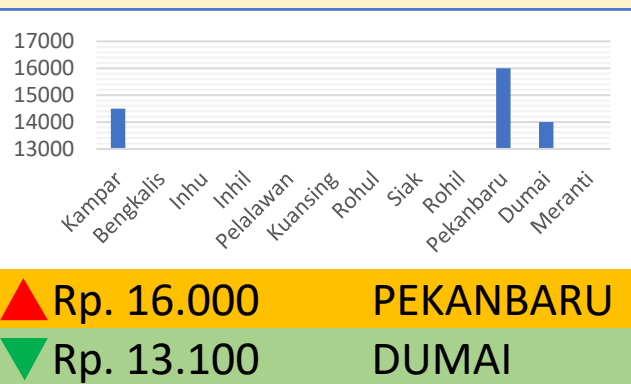 17000
16000
15000
14000
13000
Kampar
Bengkalis
Inhu
Inhil
Pelalawan
Kuansing
Rohul
Siak
Rohil
Pekanbaru
Dumai
Meranti
Rp. 16.000 PEKANBARU
Rp. 13.100 DUMAI